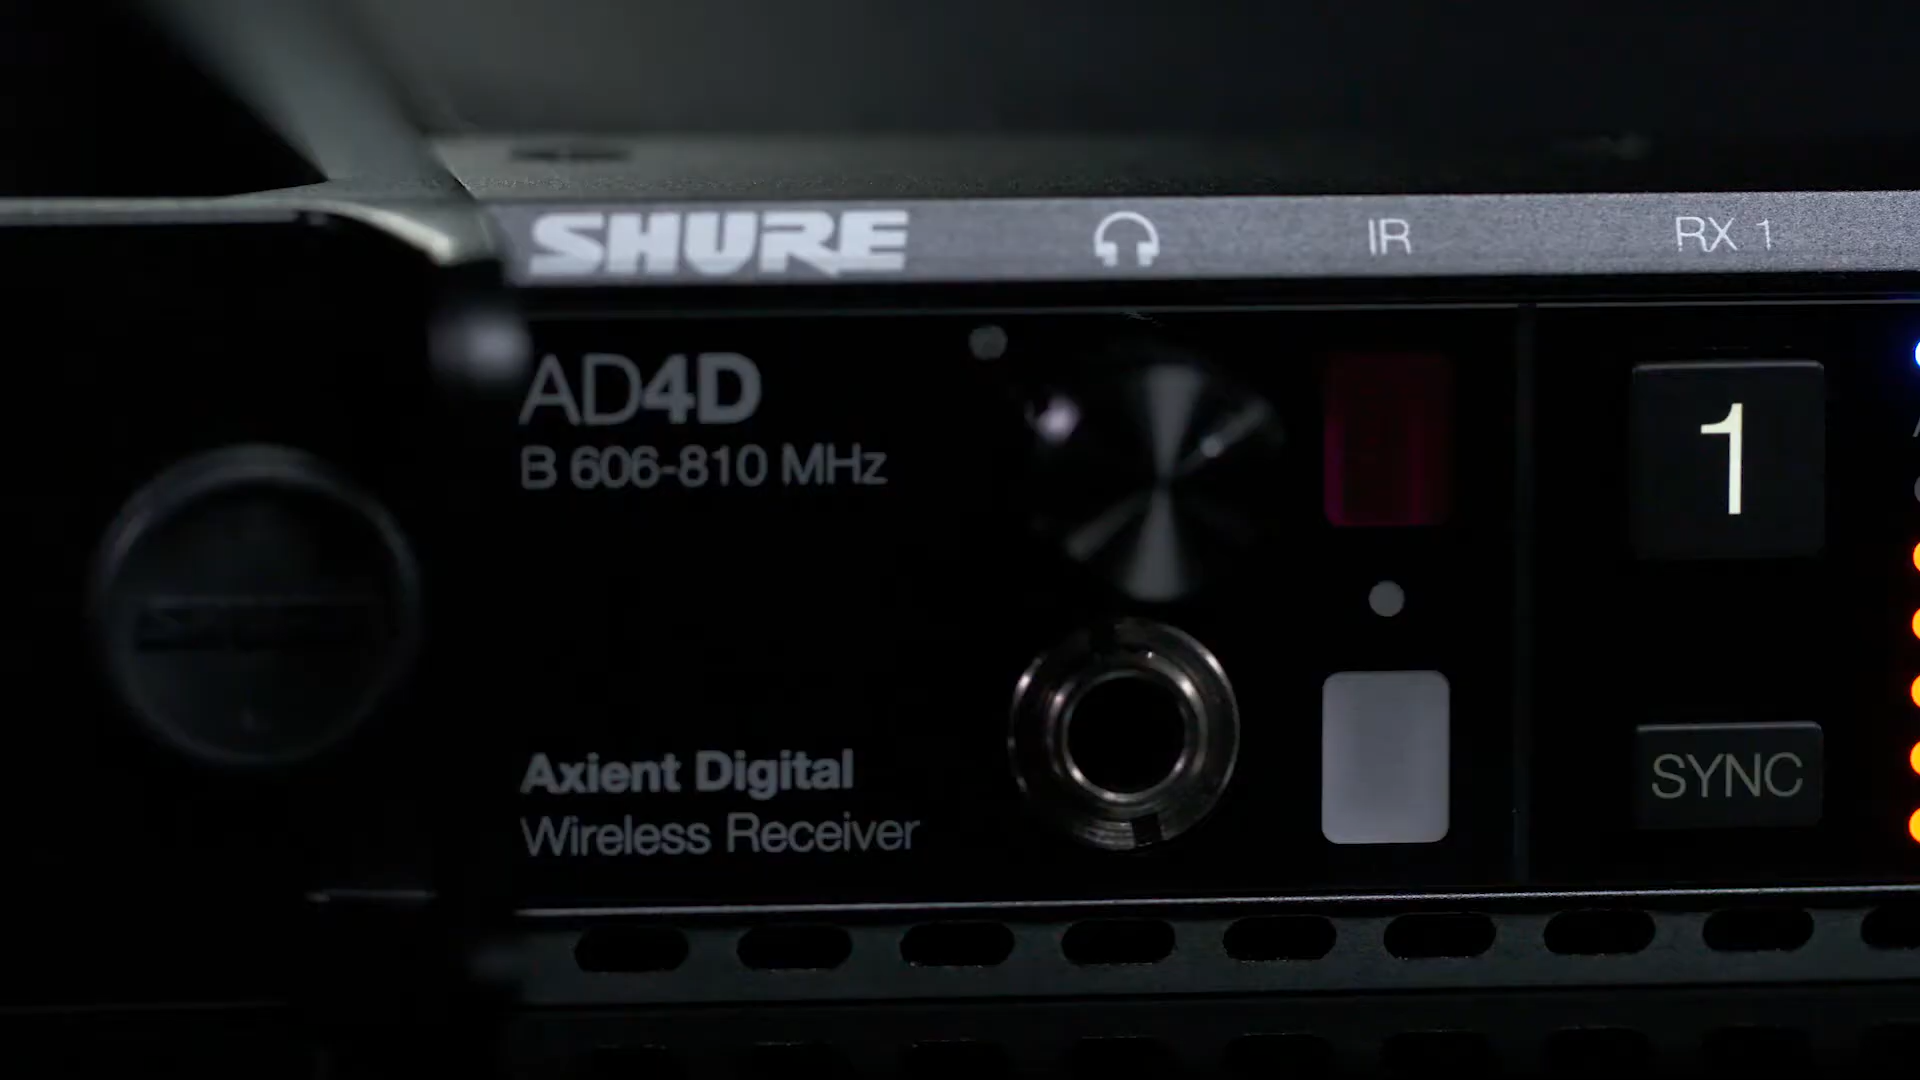 SHURE
IR
RX 1
AD4D
B 606-810 MHz
1
Axient Digital
Wireless Receiver
SYNC